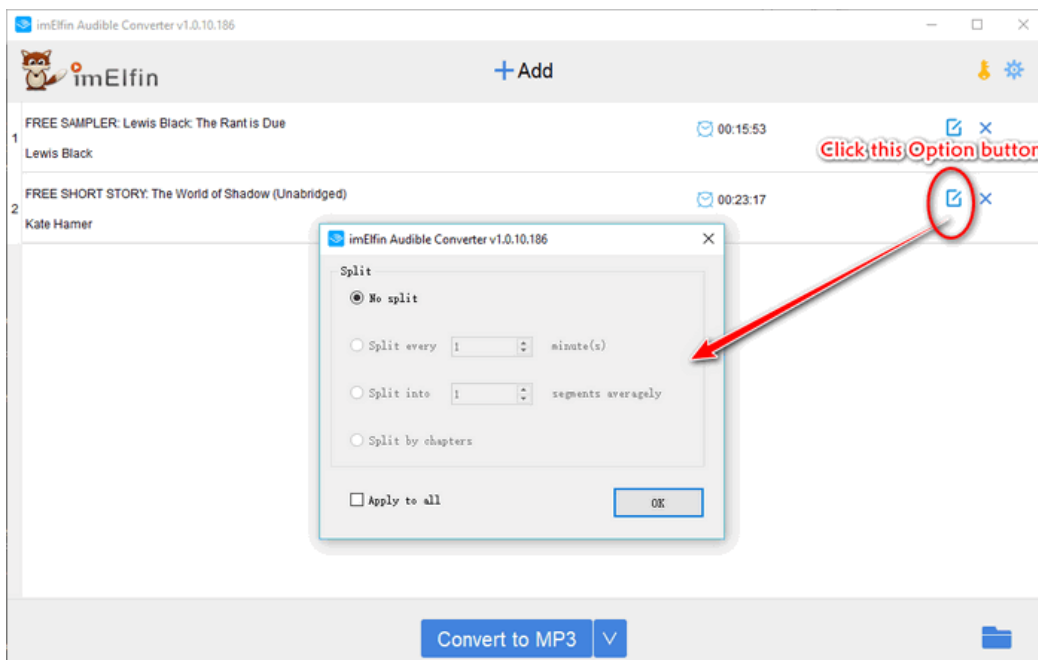 imElfin Audible Converter v1.0.10.186
imElfin
Add
1
FREE SAMPLER: Lewis Black: The Rant is Due
Lewis Black
00:15:53
Click this Option button
2
FREE SHORT STORY: The World of Shadow (Unabridged)
Kate Hamer
00:23:17
imElfin Audible Converter v1.0.10.186
Split
No split
Split every 1 minute(s)
Split into 1 segments averagely
Split by chapters
Apply to all
OK
Convert to MP3